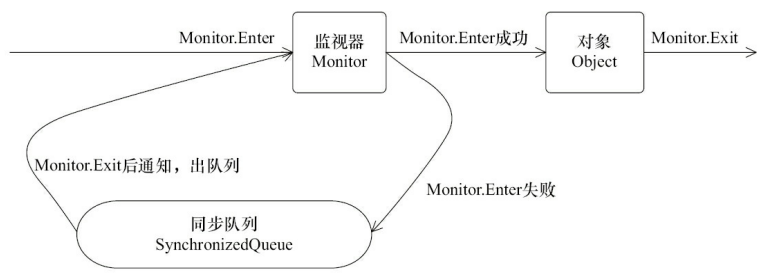 Monitor.Enter
监视器
Monitor
Monitor.Enter成功
对象
Object
Monitor.Exit
Monitor.Exit后通知，出队列
Monitor.Enter失败
同步队列
SynchronizedQueue